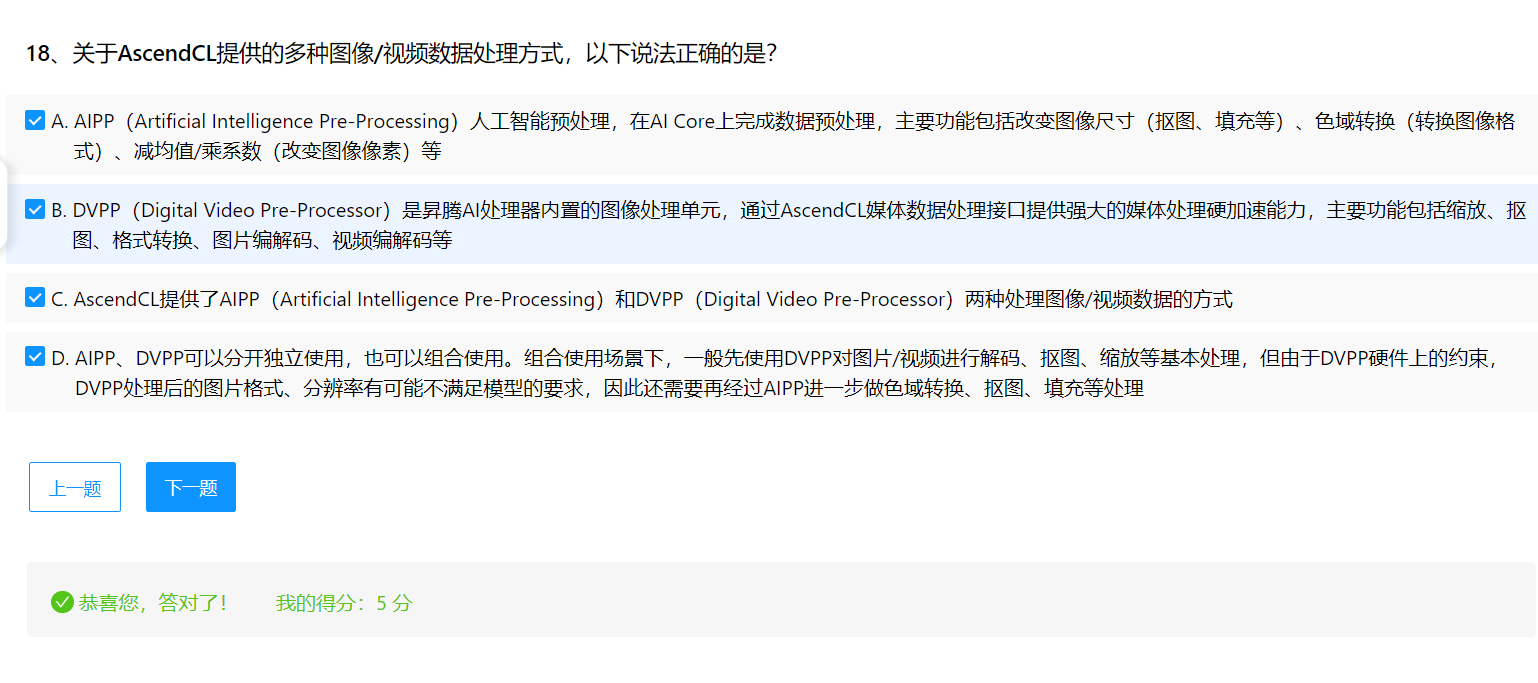 18、关于AscendCL提供的多种图像/视频数据处理方式，以下说法正确的是？
A. AIPP（Artificial Intelligence Pre-Processing）人工智能预处理，在AI Core上完成数据预处理，主要功能包括改变图像尺寸（抠图、填充等）、色域转换（转换图像格
式）、减均值/乘系数（改变图像像素）等
B. DVPP（Digital Video Pre-Processor）是昇腾AI处理器内置的图像处理单元，通过AscendCL媒体数据处理接口提供强大的媒体处理硬加速能力，主要功能包括缩放、抠
图、格式转换、图片编解码、视频编解码等
C. AscendCL提供了AIPP（Artificial Intelligence Pre-Processing）和DVPP（Digital Video Pre-Processor）两种处理图像/视频数据的方式
D. AIPP、DVPP可以分开独立使用，也可以组合使用。组合使用场景下，一般先使用DVPP对图片/视频进行解码、抠图、缩放等基本处理，但由于DVPP硬件上的约束，
DVPP处理后的图片格式、分辨率有可能不满足模型的要求，因此还需要再经过AIPP进一步做色域转换、抠图、填充等处理
上一题 下一题
恭喜您，答对了！ 我的得分：5 分